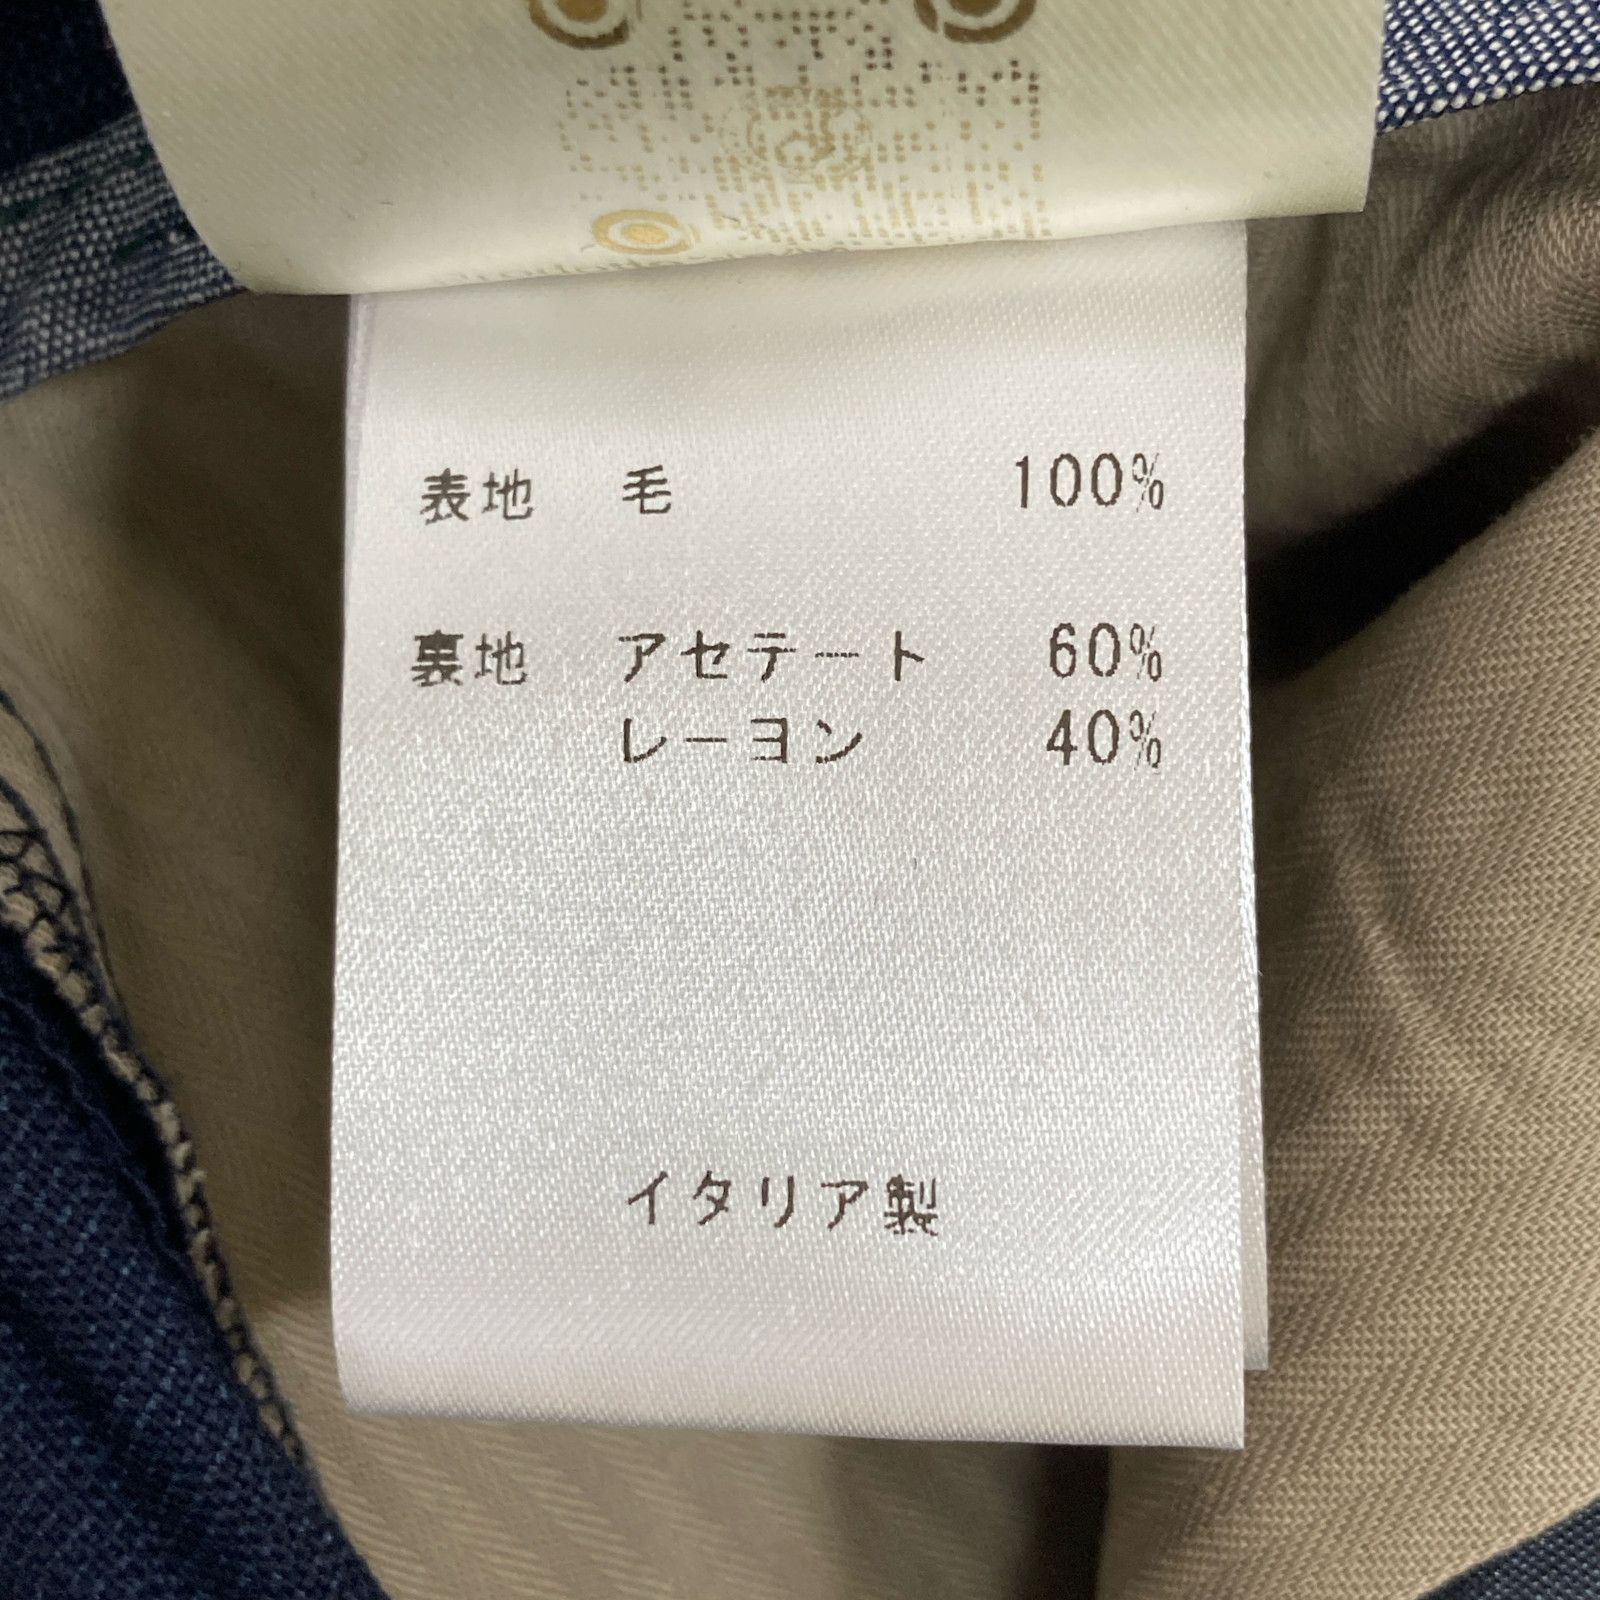 表地 毛 100%
裏地 アセテート 60%
レーヨン 40%
イタリア製